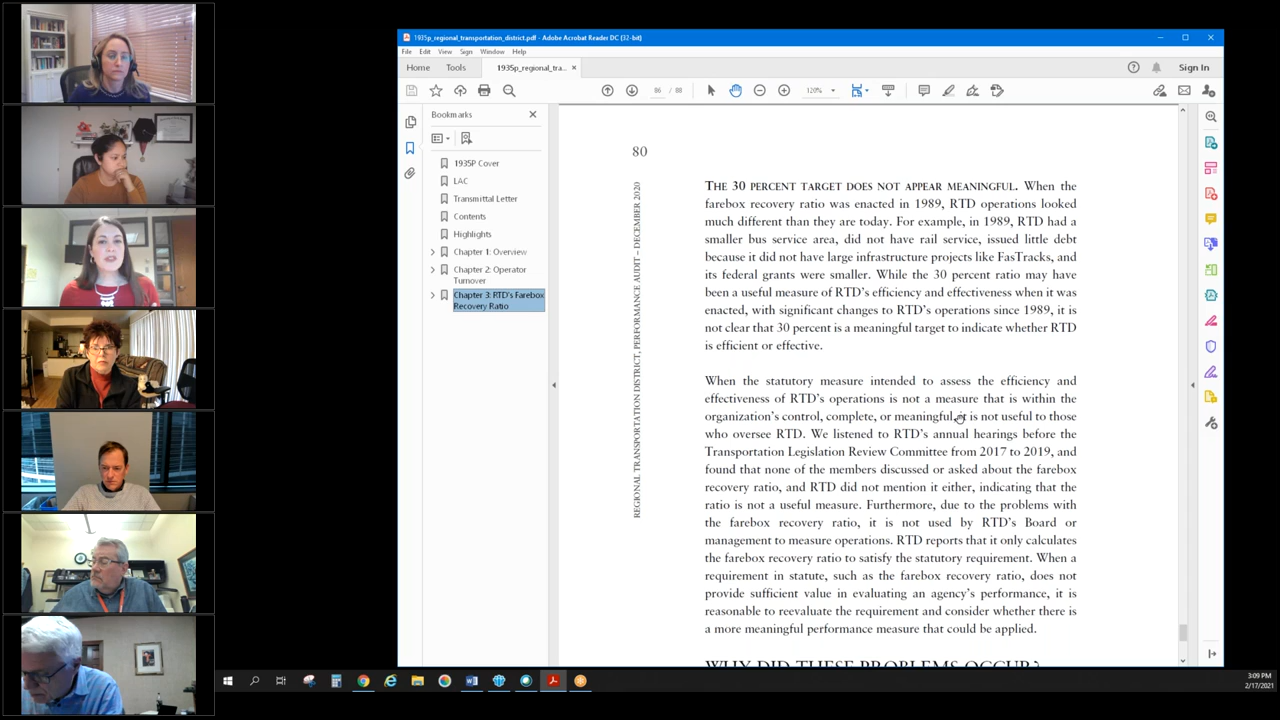 1935p_regional_transportation_district.pdf - Adobe Acrobat Reader DC (32-bit)
File Edit View Sign Window Help
Home Tools 1935p_regional_tra... × Sign In
86 / 88 120%
Bookmarks
1935P Cover
LAC
Transmittal Letter
Contents
Highlights
Chapter 1: Overview
Chapter 2: Operator
Turnover
Chapter 3: RTD's Farebox
Recovery Ratio
80
REGIONAL TRANSPORTATION DISTRICT, PERFORMANCE AUDIT – DECEMBER 2020
THE 30 PERCENT TARGET DOES NOT APPEAR MEANINGFUL. When the
farebox recovery ratio was enacted in 1989, RTD operations looked
much different than they are today. For example, in 1989, RTD had a
smaller bus service area, did not have rail service, issued little debt
because it did not have large infrastructure projects like FasTracks, and
its federal grants were smaller. While the 30 percent ratio may have
been a useful measure of RTD's efficiency and effectiveness when it was
enacted, with significant changes to RTD's operations since 1989, it is
not clear that 30 percent is a meaningful target to indicate whether RTD
is efficient or effective.
When the statutory measure intended to assess the efficiency and
effectiveness of RTD's operations is not a measure that is within the
organization's control, complete, or meaningful, it is not useful to those
who oversee RTD. We listened to RTD's annual hearings before the
Transportation Legislation Review Committee from 2017 to 2019, and
found that none of the members discussed or asked about the farebox
recovery ratio, and RTD did not mention it either, indicating that the
ratio is not a useful measure. Furthermore, due to the problems with
the farebox recovery ratio, it is not used by RTD's Board or
management to measure operations. RTD reports that it only calculates
the farebox recovery ratio to satisfy the statutory requirement. When a
requirement in statute, such as the farebox recovery ratio, does not
provide sufficient value in evaluating an agency's performance, it is
reasonable to reevaluate the requirement and consider whether there is
a more meaningful performance measure that could be applied.
WHY DID THESE PROBLEMS OCCUR?
3:09 PM
2/17/2021